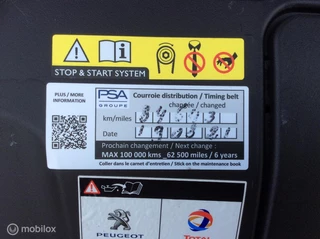 STOP & START SYSTEM
PLUS / MORE
INFORMATION
PSA
GROUPE
Courroie distribution / Timing belt
changée / changed
km/miles
Date
Prochain changement / Next change :
MAX 100 000 kms _62 500 miles / 6 years
Coller dans le carnet d'entretien / Stick on the maintenance book
PEUGEOT
TOTAL
© mobilox